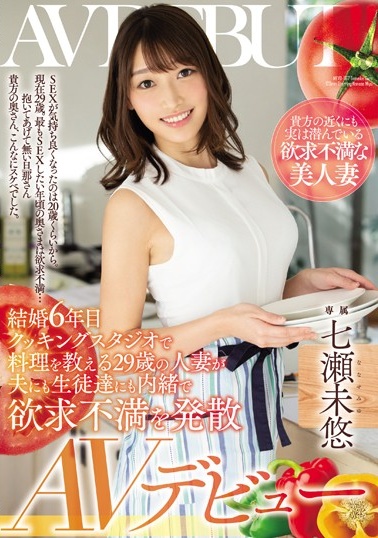 AV DEBUT
貴方の近くにも
実は潜んでいる
欲求不満な
美人妻
SEXが気持ち良くなったのは20歳くらいから
現在29歳。最もSEXしたい年頃の奥さまは欲求不満…
抱いてあげて無い旦那さん
貴方の奥さん、こんなにスケベでした。
結婚6年目
クッキングスタジオで
料理を教える29歳の人妻が
夫にも生徒達にも内緒で
欲求不満を発散
AVデビュー
専属
七瀬未悠